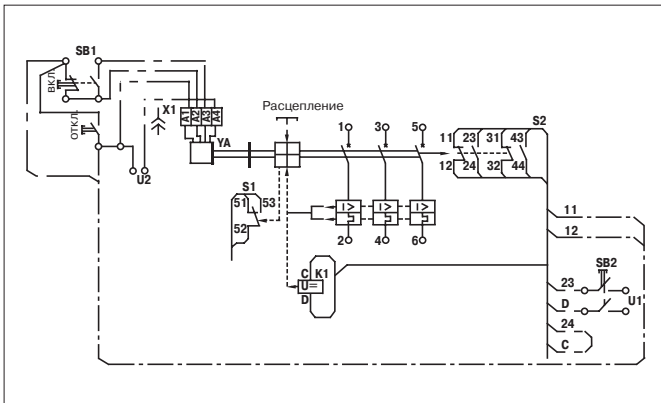 SB1
ВКЛ.
ОТКЛ.
X1
A1 A2 A3 A4
YA
U2
Расцепление
1 3 5
S2
11 23 31 43
12 24 32 44
S1
51 53
52
I> I> I>
2 4 6
C K1
U=
D
11
12
SB2
23
D U1
24
C